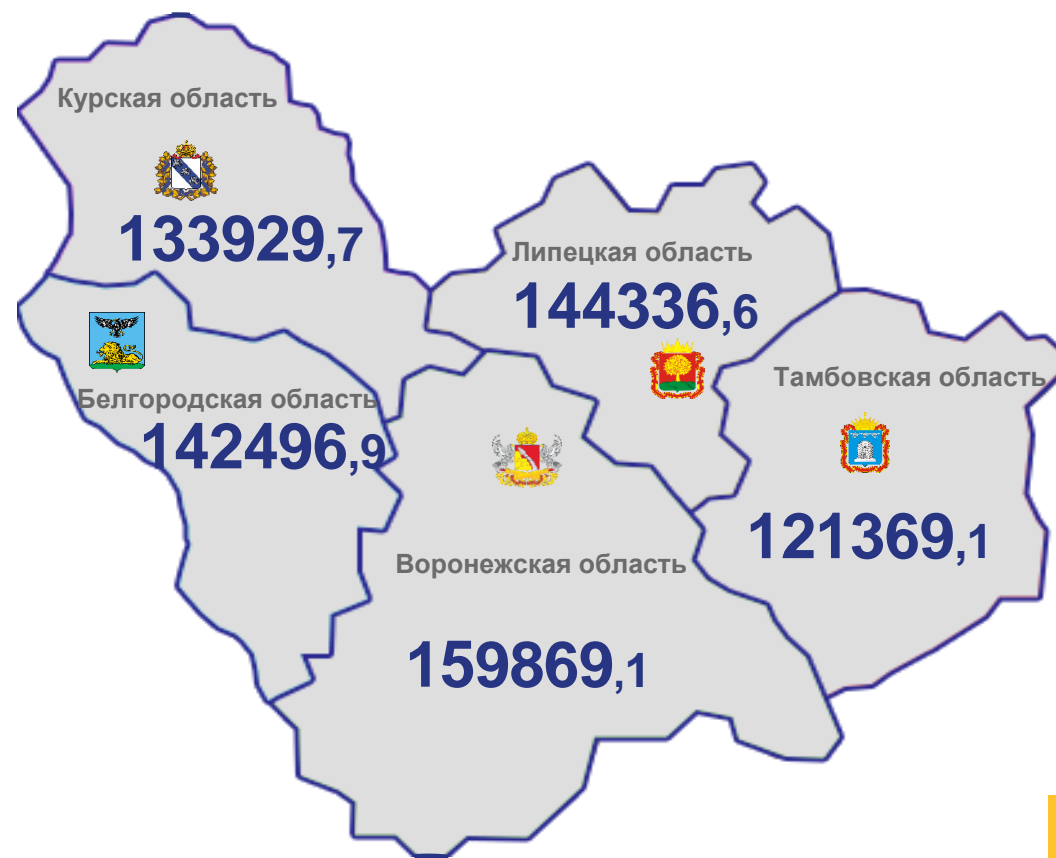 Курская область
133929,7
Липецкая область
144336,6
Тамбовская область
121369,1
Белгородская область
142496,9
Воронежская область
159869,1